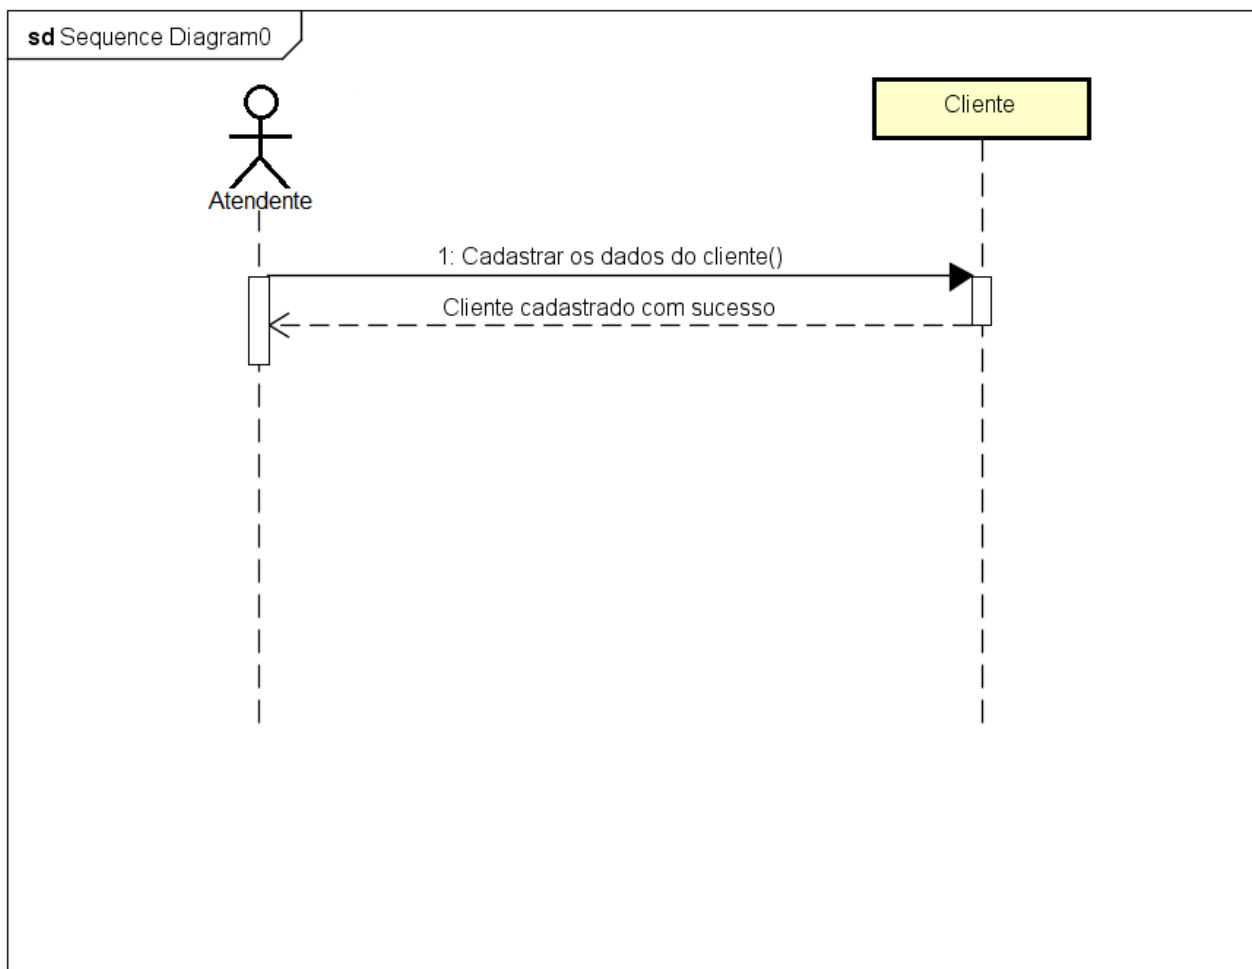 sd Sequence Diagram0
Cliente
Atendente
1: Cadastrar os dados do cliente()
Cliente cadastrado com sucesso